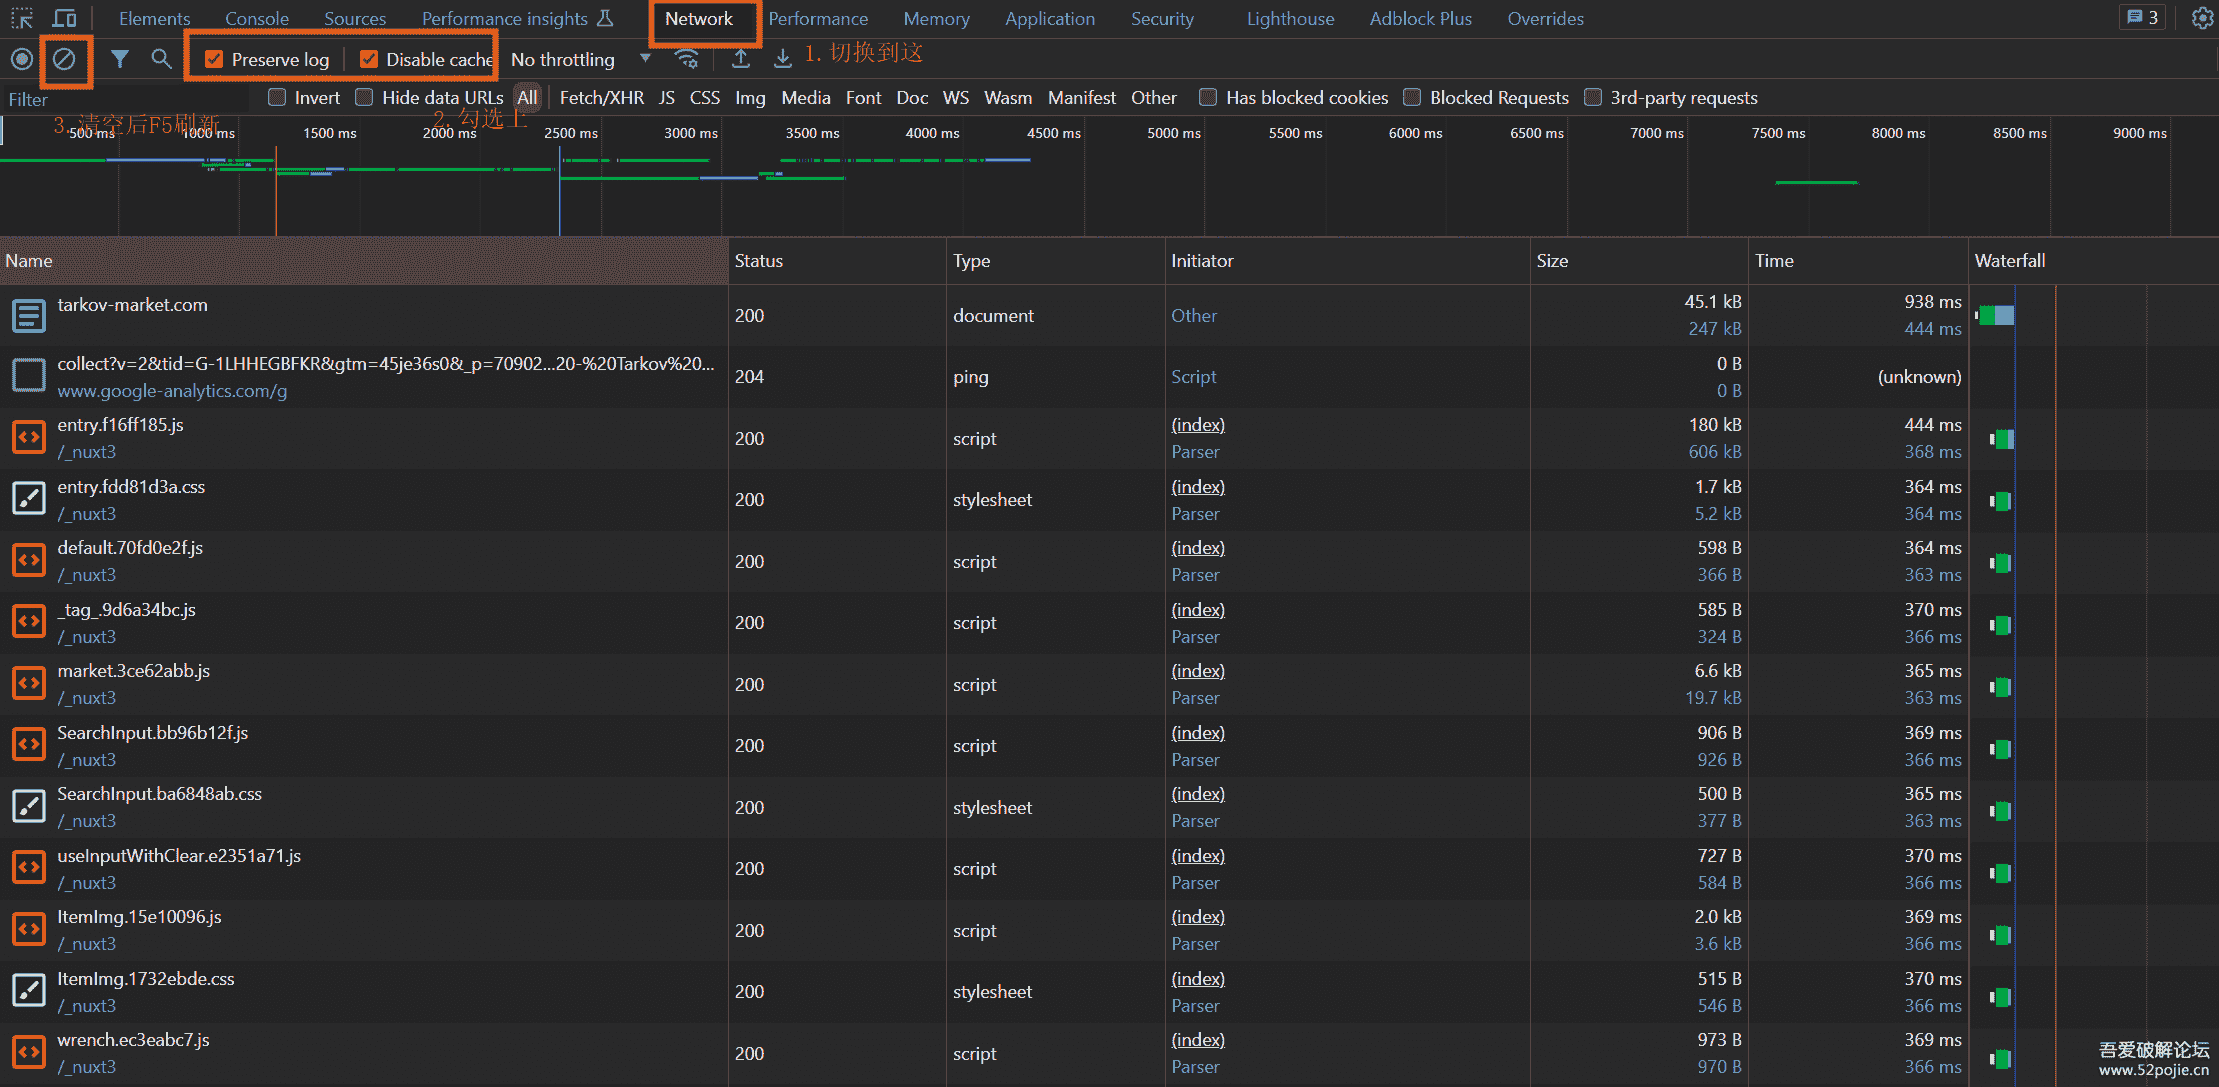 Elements Console Sources Performance insights Network Performance Memory Application Security Lighthouse Adblock Plus Overrides 3
Preserve log Disable cache No throttling 1. 切换到这
Filter Invert Hide data URLs All Fetch/XHR JS CSS Img Media Font Doc WS Wasm Manifest Other Has blocked cookies Blocked Requests 3rd-party requests
3. 清空后F5刷新 2. 勾选上
500 ms 1000 ms 1500 ms 2000 ms 2500 ms 3000 ms 3500 ms 4000 ms 4500 ms 5000 ms 5500 ms 6000 ms 6500 ms 7000 ms 7500 ms 8000 ms 8500 ms 9000 ms
Name Status Type Initiator Size Time Waterfall
tarkov-market.com 200 document Other 45.1 kB 938 ms
247 kB 444 ms
collect?v=2&tid=G-1LHHEGBFKR&gtm=45je36s0&_p=70902...20-%20Tarkov%20... 204 ping Script 0 B (unknown)
www.google-analytics.com/g 0 B
entry.f16ff185.js 200 script (index) 180 kB 444 ms
/_nuxt3 Parser 606 kB 368 ms
entry.fdd81d3a.css 200 stylesheet (index) 1.7 kB 364 ms
/_nuxt3 Parser 5.2 kB 364 ms
default.70fd0e2f.js 200 script (index) 598 B 364 ms
/_nuxt3 Parser 366 B 363 ms
_tag_.9d6a34bc.js 200 script (index) 585 B 370 ms
/_nuxt3 Parser 324 B 366 ms
market.3ce62abb.js 200 script (index) 6.6 kB 365 ms
/_nuxt3 Parser 19.7 kB 363 ms
SearchInput.bb96b12f.js 200 script (index) 906 B 369 ms
/_nuxt3 Parser 926 B 366 ms
SearchInput.ba6848ab.css 200 stylesheet (index) 500 B 365 ms
/_nuxt3 Parser 377 B 363 ms
useInputWithClear.e2351a71.js 200 script (index) 727 B 370 ms
/_nuxt3 Parser 584 B 366 ms
ItemImg.15e10096.js 200 script (index) 2.0 kB 369 ms
/_nuxt3 Parser 3.6 kB 366 ms
ItemImg.1732ebde.css 200 stylesheet (index) 515 B 370 ms
/_nuxt3 Parser 546 B 366 ms
wrench.ec3eabc7.js 200 script (index) 973 B 369 ms
/_nuxt3 Parser 970 B 366 ms
吾爱破解论坛
www.52pojie.cn